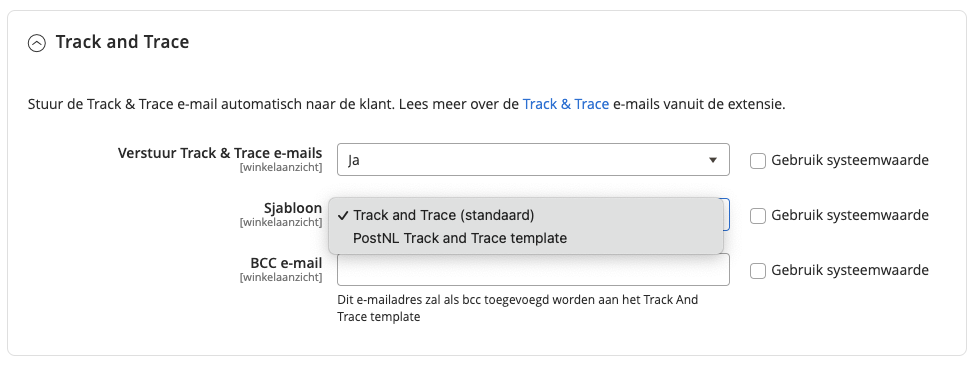 Track and Trace
Stuur de Track & Trace e-mail automatisch naar de klant. Lees meer over de Track & Trace e-mails vanuit de extensie.
Verstuur Track & Trace e-mails
[winkelaanzicht]
Ja
Gebruik systeemwaarde
Sjabloon
[winkelaanzicht]
✓ Track and Trace (standaard)
PostNL Track and Trace template
Gebruik systeemwaarde
BCC e-mail
[winkelaanzicht]
Gebruik systeemwaarde
Dit e-mailadres zal als bcc toegevoegd worden aan het Track And
Trace template